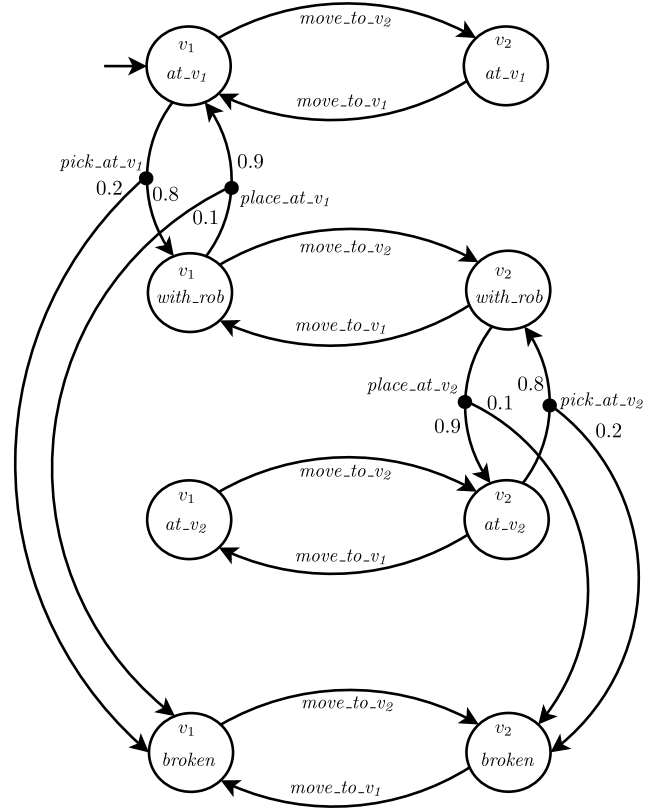 move_to_v₂
v₁
at_v₁
v₂
at_v₁
move_to_v₁
pick_at_v₁
0.9
0.2
0.8
place_at_v₁
0.1
move_to_v₂
v₁
with_rob
v₂
with_rob
move_to_v₁
place_at_v₂
0.8
0.1
pick_at_v₂
0.9
0.2
move_to_v₂
v₁
at_v₂
v₂
at_v₂
move_to_v₁
move_to_v₂
v₁
broken
v₂
broken
move_to_v₁